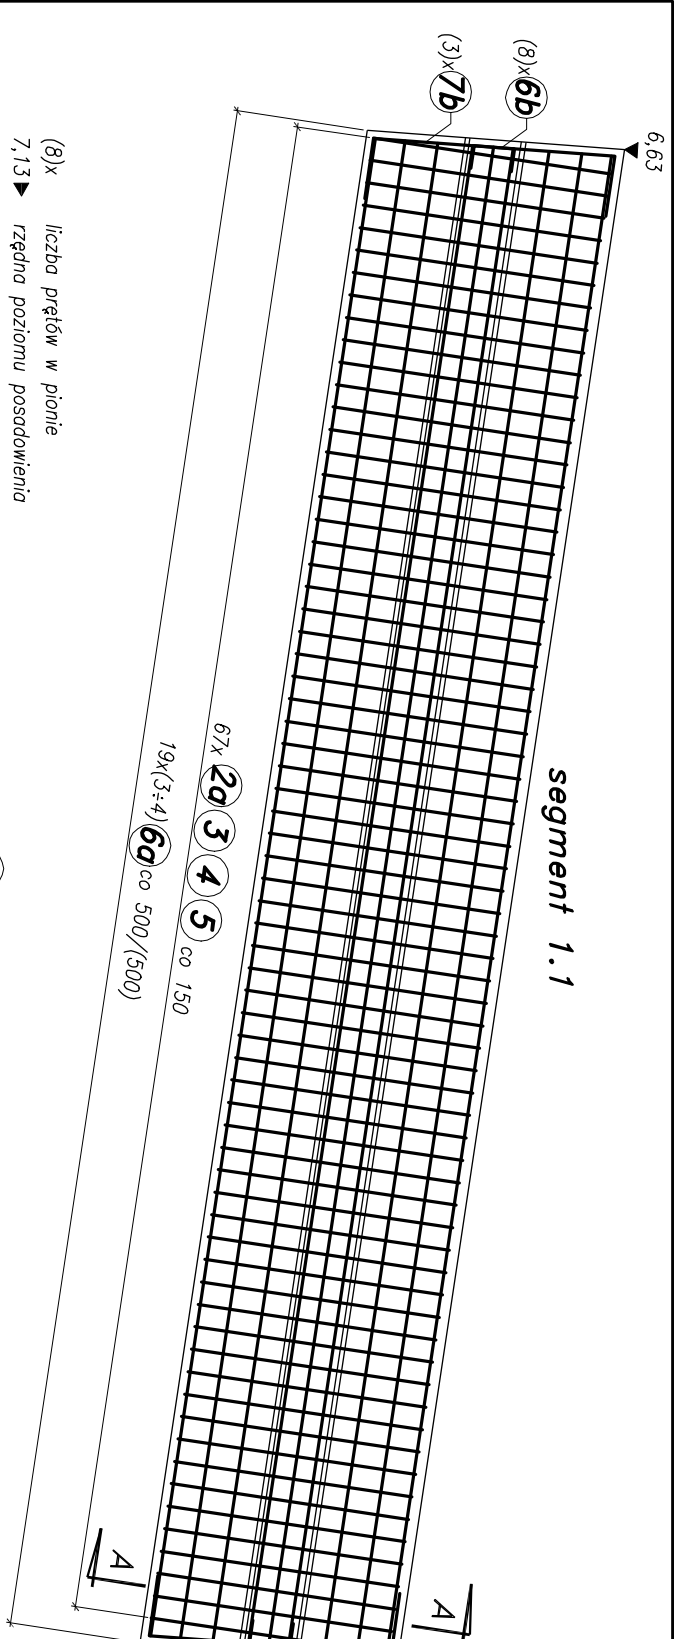 6,63
(8)x 6b
(3)x 7b
segment 1.1
67x 2a 3 4 5 co 150
19x(3÷4) 6a co 500/(500)
A
A
(8)x liczba prętów w pionie
7,13 rzędna poziomu posadowienia